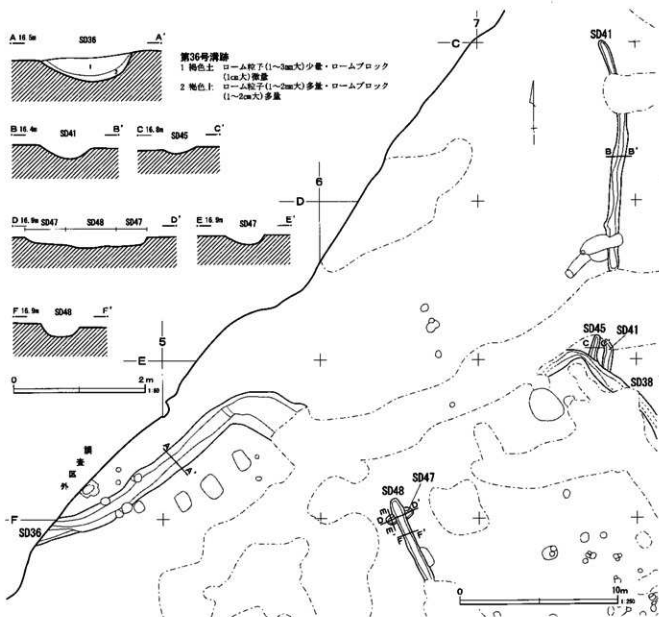 A 16.5m SD36 A'
1
第36号溝跡
1 褐色土 ローム粒子(1〜3mm大)少量・ロームブロック
(1cm大)微量
2 褐色土 ローム粒子(1〜2mm大)多量・ロームブロック
(1〜2cm大)多量
B 16.4m SD41 B'
C 16.8m SD45 C'
D 16.9m SD47 SD48 SD47 D'
E 16.9m SD47 E'
F 16.9m SD48 F'
0 2m
1:60
7
C
SD41
B B'
6
D
5
E
SD45 SD41
C
SD38
調査区外
A A'
F
SD36
SD48 SD47
E D'
D
E'
F F'
0 10m
1:250